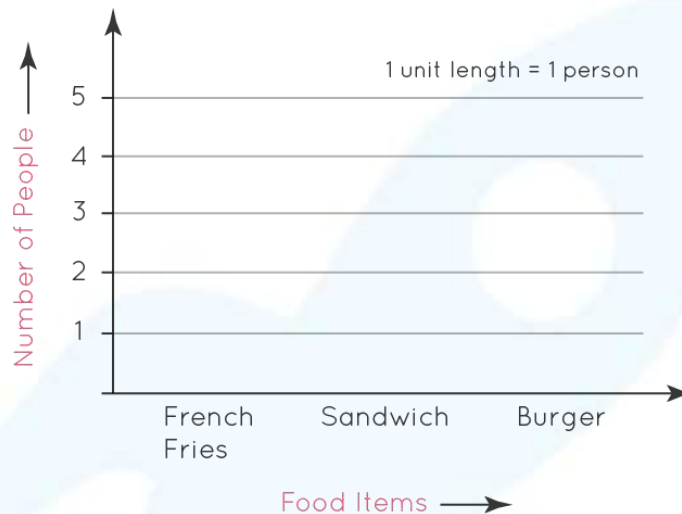 1 unit length = 1 person
Number of People
5
4
3
2
1
French Sandwich Burger
Fries
Food Items